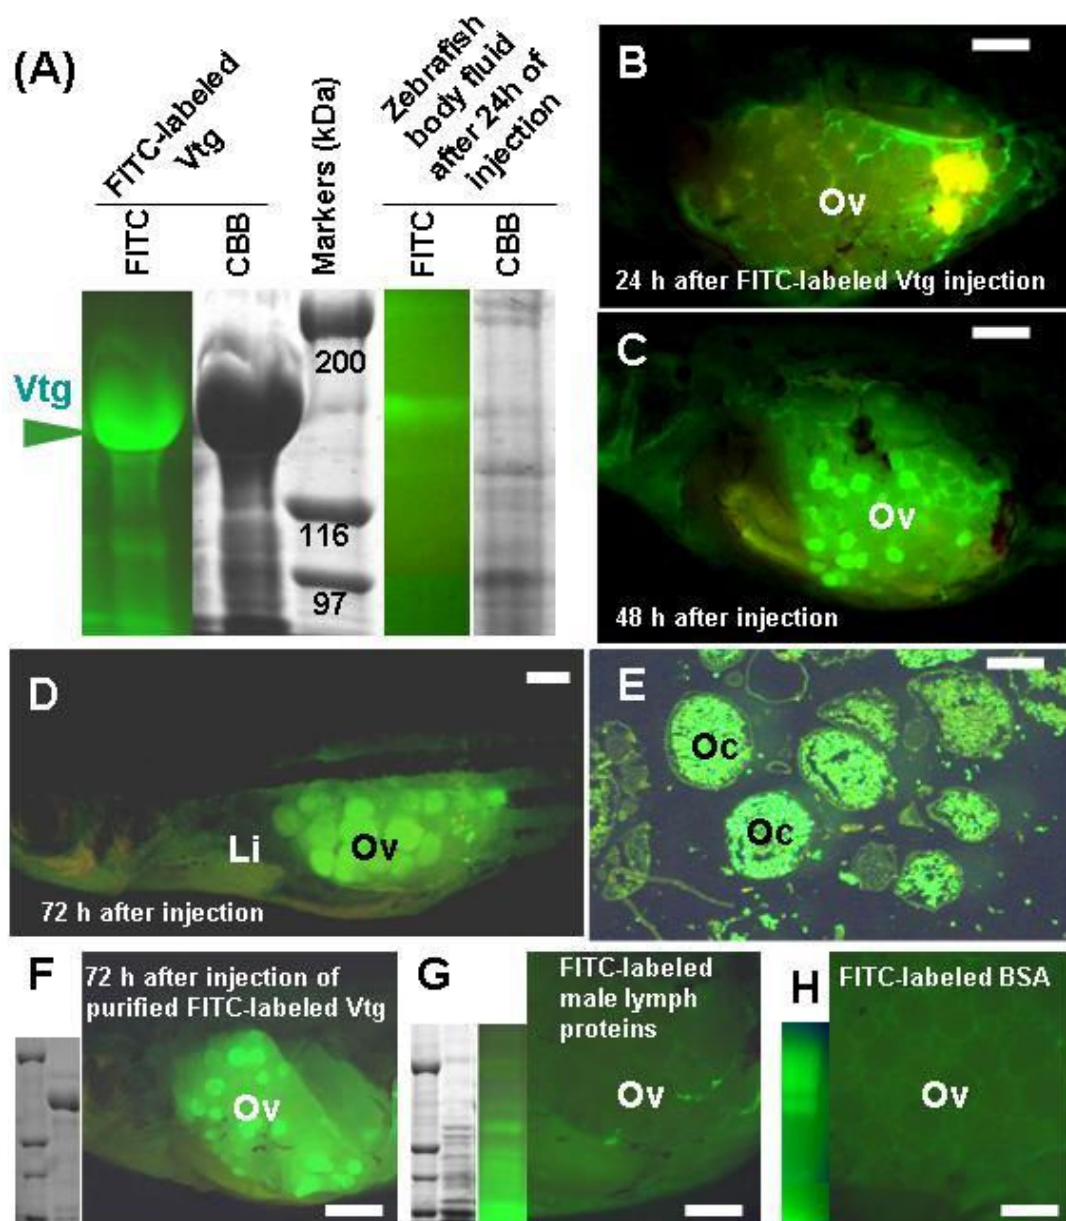 (A)
FITC-labeled
Vtg
Markers (kDa)
Zebrafish
body fluid
after 24h of
injection
FITC
CBB
FITC
CBB
Vtg
200
116
97
B
Ov
24 h after FITC-labeled Vtg injection
C
Ov
48 h after injection
D
Li
Ov
72 h after injection
E
Oc
Oc
F
72 h after injection of
purified FITC-labeled Vtg
Ov
G
FITC-labeled
male lymph
proteins
Ov
H
FITC-labeled BSA
Ov